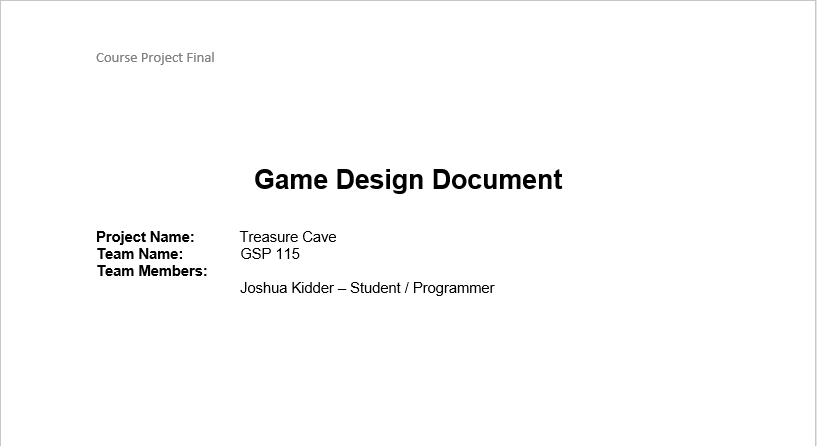 Course Project Final
Game Design Document
Project Name: Treasure Cave
Team Name: GSP 115
Team Members:
Joshua Kidder – Student / Programmer